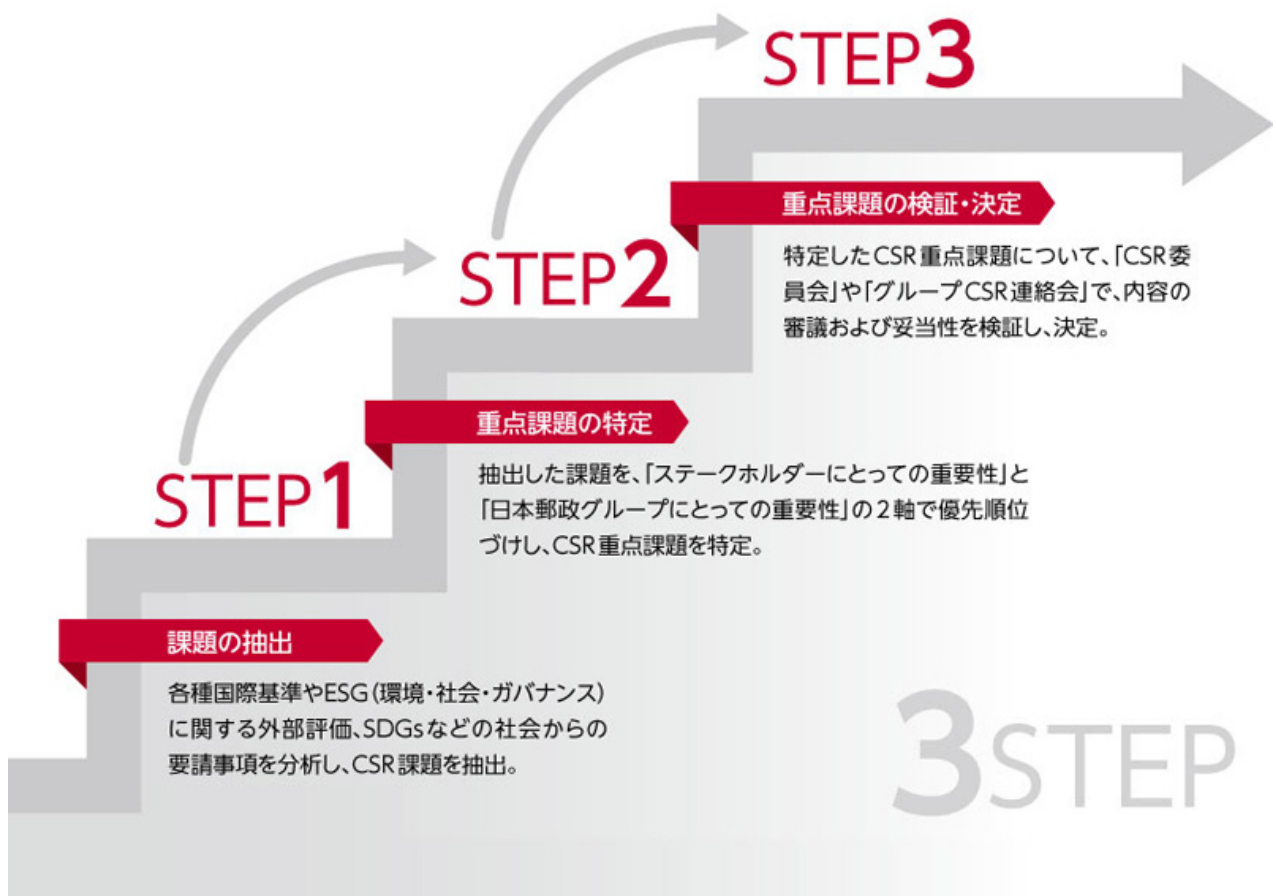 STEP1
課題の抽出
各種国際基準やESG(環境・社会・ガバナンス)
に関する外部評価、SDGsなどの社会からの
要請事項を分析し、CSR課題を抽出。
STEP2
重点課題の特定
抽出した課題を、「ステークホルダーにとっての重要性」と
「日本郵政グループにとっての重要性」の2軸で優先順位
づけし、CSR重点課題を特定。
STEP3
重点課題の検証・決定
特定したCSR重点課題について、「CSR委
員会」や「グループCSR連絡会」で、内容の
審議および妥当性を検証し、決定。
3STEP